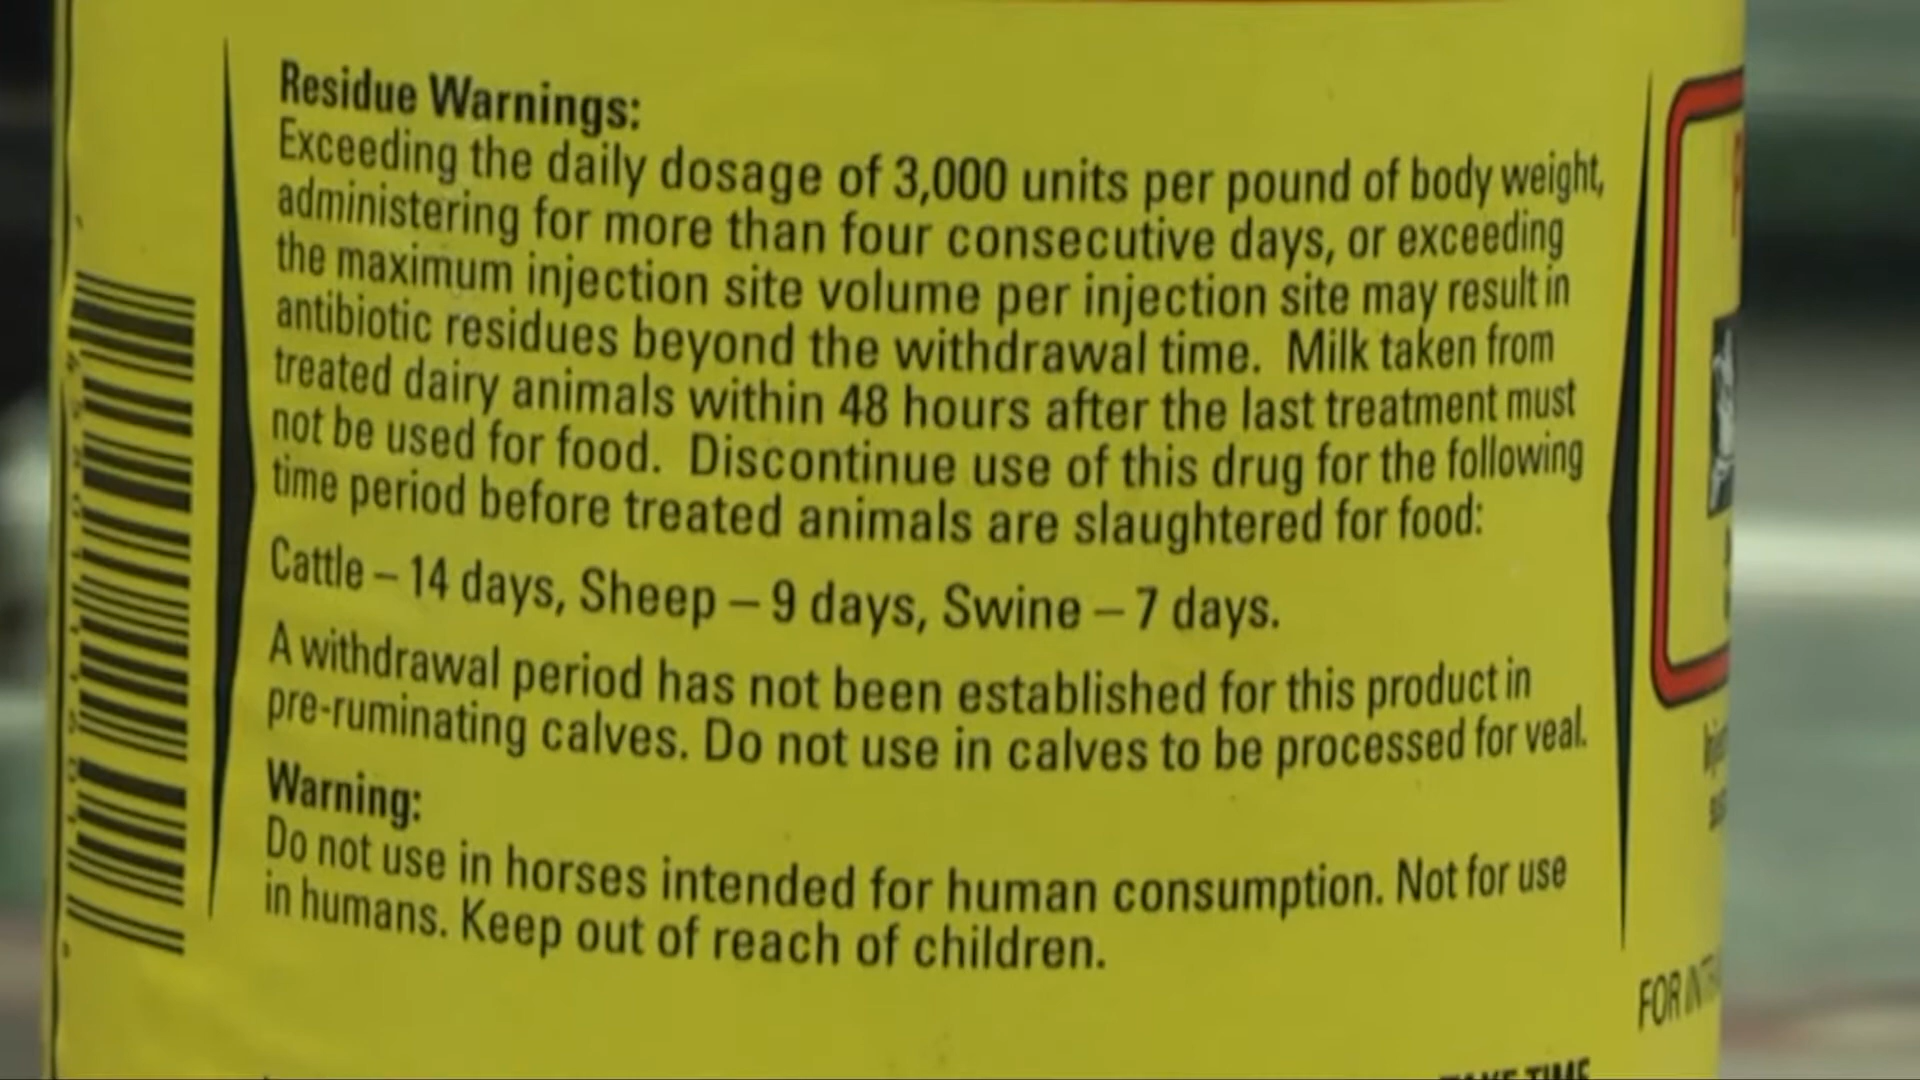 Residue Warnings:
Exceeding the daily dosage of 3,000 units per pound of body weight,
administering for more than four consecutive days, or exceeding
the maximum injection site volume per injection site may result in
antibiotic residues beyond the withdrawal time. Milk taken from
treated dairy animals within 48 hours after the last treatment must
not be used for food. Discontinue use of this drug for the following
time period before treated animals are slaughtered for food:
Cattle – 14 days, Sheep – 9 days, Swine – 7 days.
A withdrawal period has not been established for this product in
pre-ruminating calves. Do not use in calves to be processed for veal.
Warning:
Do not use in horses intended for human consumption. Not for use
in humans. Keep out of reach of children.
FOR
TAKE TIME